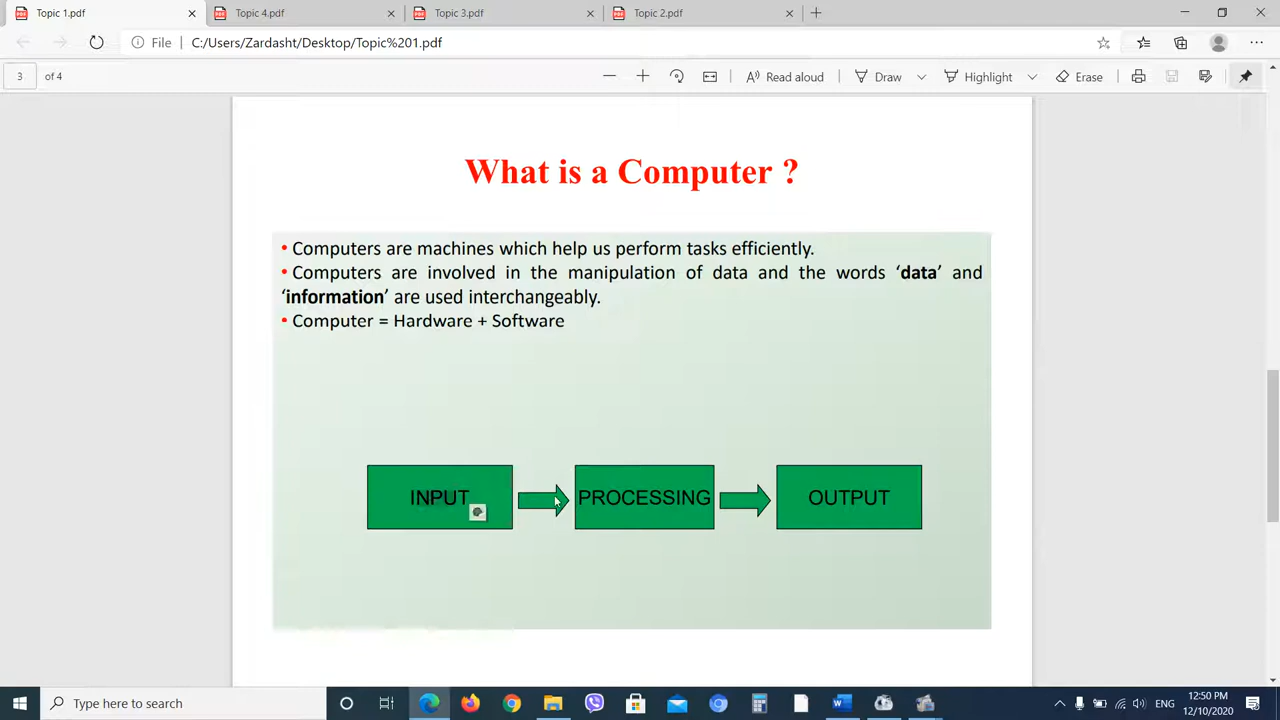 Topic 1.pdf
Topic 4.pdf
Topic 3.pdf
Topic 2.pdf
File C:/Users/Zardasht/Desktop/Topic%201.pdf
3 of 4
Read aloud
Draw
Highlight
Erase
What is a Computer ?
• Computers are machines which help us perform tasks efficiently.
• Computers are involved in the manipulation of data and the words ‘data’ and
‘information’ are used interchangeably.
• Computer = Hardware + Software
INPUT
PROCESSING
OUTPUT
Type here to search
ENG
12:50 PM
12/10/2020